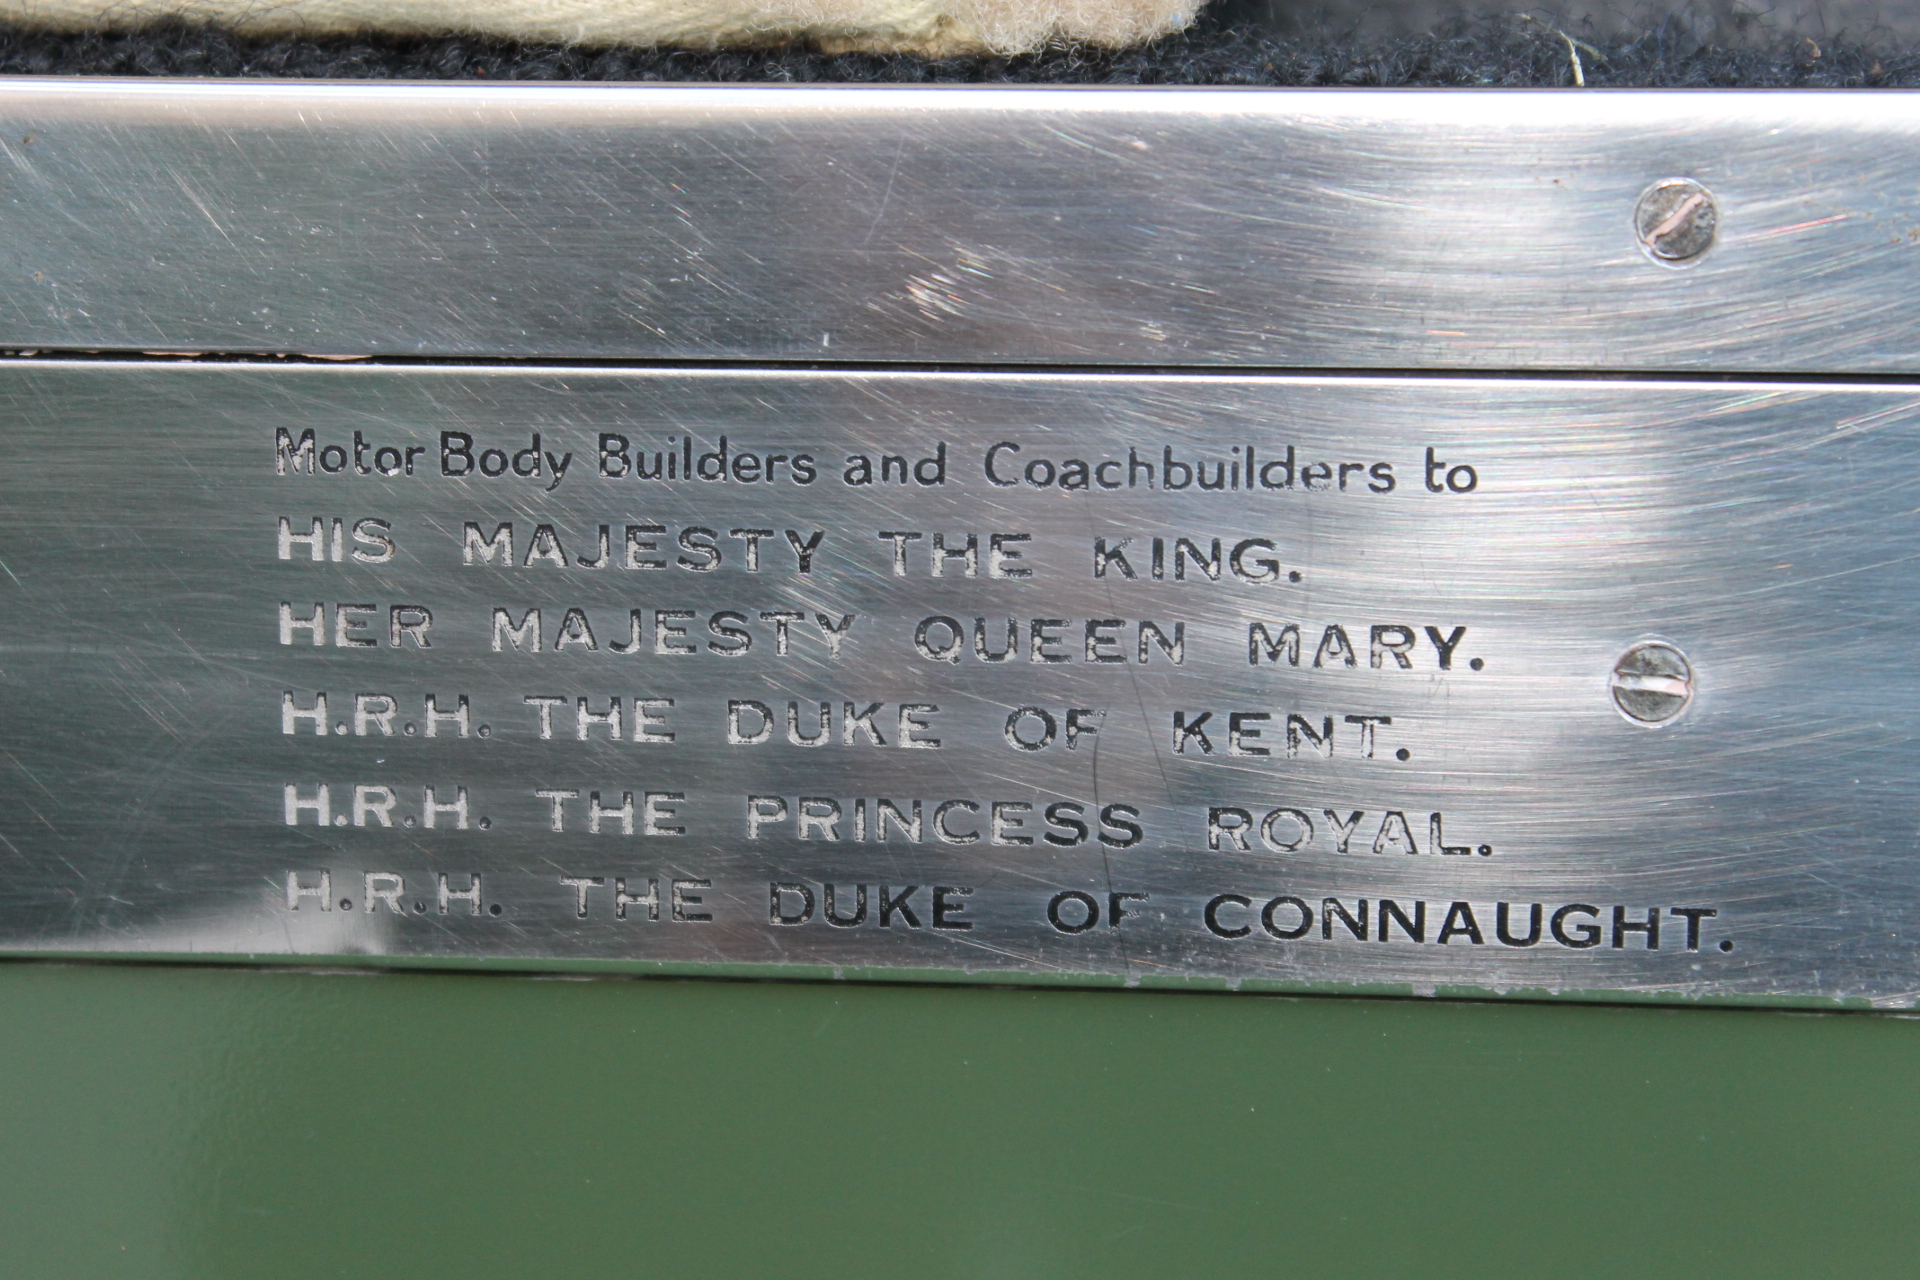 Motor Body Builders and Coachbuilders to
HIS MAJESTY THE KING.
HER MAJESTY QUEEN MARY.
H.R.H. THE DUKE OF KENT.
H.R.H. THE PRINCESS ROYAL.
H.R.H. THE DUKE OF CONNAUGHT.